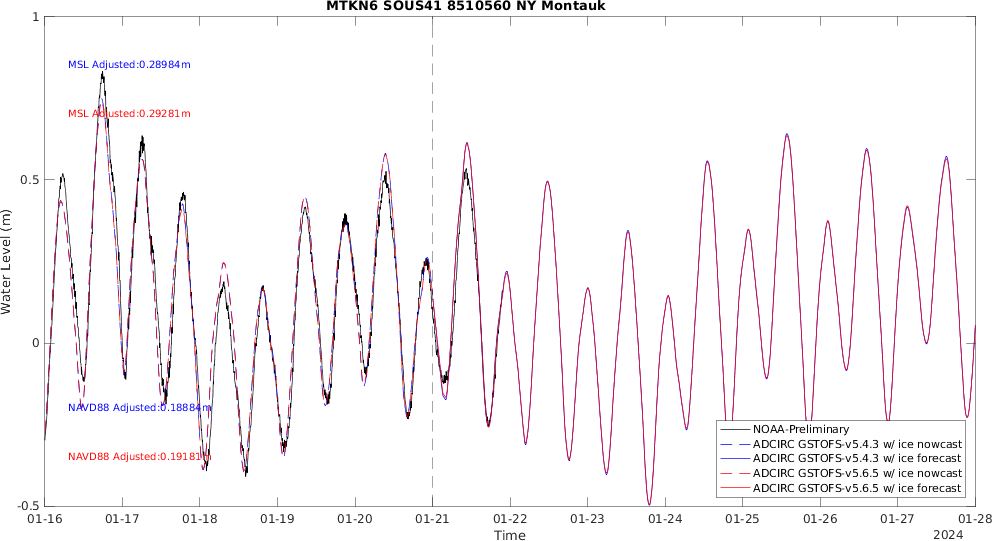 MTKN6 SOUS41 8510560 NY Montauk
1
MSL Adjusted:0.28984m
MSL Adjusted:0.29281m
0.5
Water Level (m)
0
NAVD88 Adjusted:0.18884m
NAVD88 Adjusted:0.19181
-0.5
NOAA-Preliminary
ADCIRC GSTOFS-v5.4.3 w/ ice nowcast
ADCIRC GSTOFS-v5.4.3 w/ ice forecast
ADCIRC GSTOFS-v5.6.5 w/ ice nowcast
ADCIRC GSTOFS-v5.6.5 w/ ice forecast
01-16 01-17 01-18 01-19 01-20 01-21 01-22 01-23 01-24 01-25 01-26 01-27 01-28
Time
2024